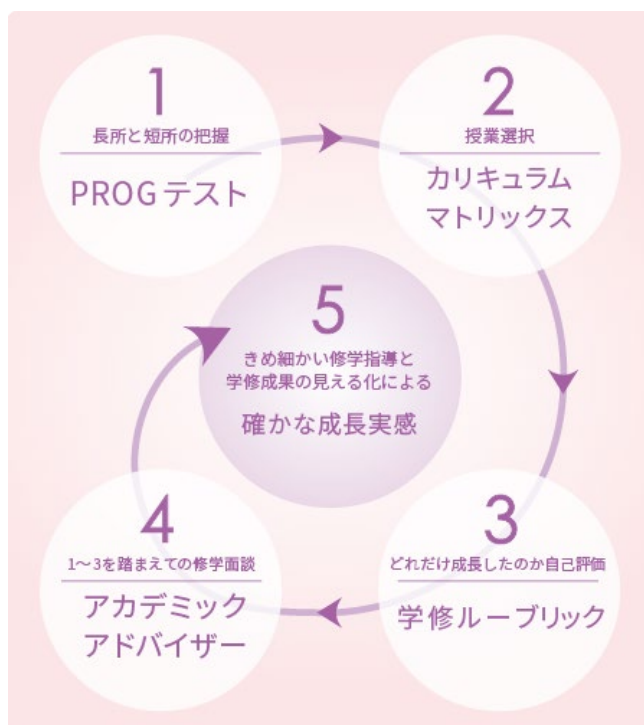 1
長所と短所の把握
PROGテスト
2
授業選択
カリキュラム
マトリックス
3
どれだけ成長したのか自己評価
学修ルーブリック
4
1〜3を踏まえての修学面談
アカデミック
アドバイザー
5
きめ細かい修学指導と
学修成果の見える化による
確かな成長実感